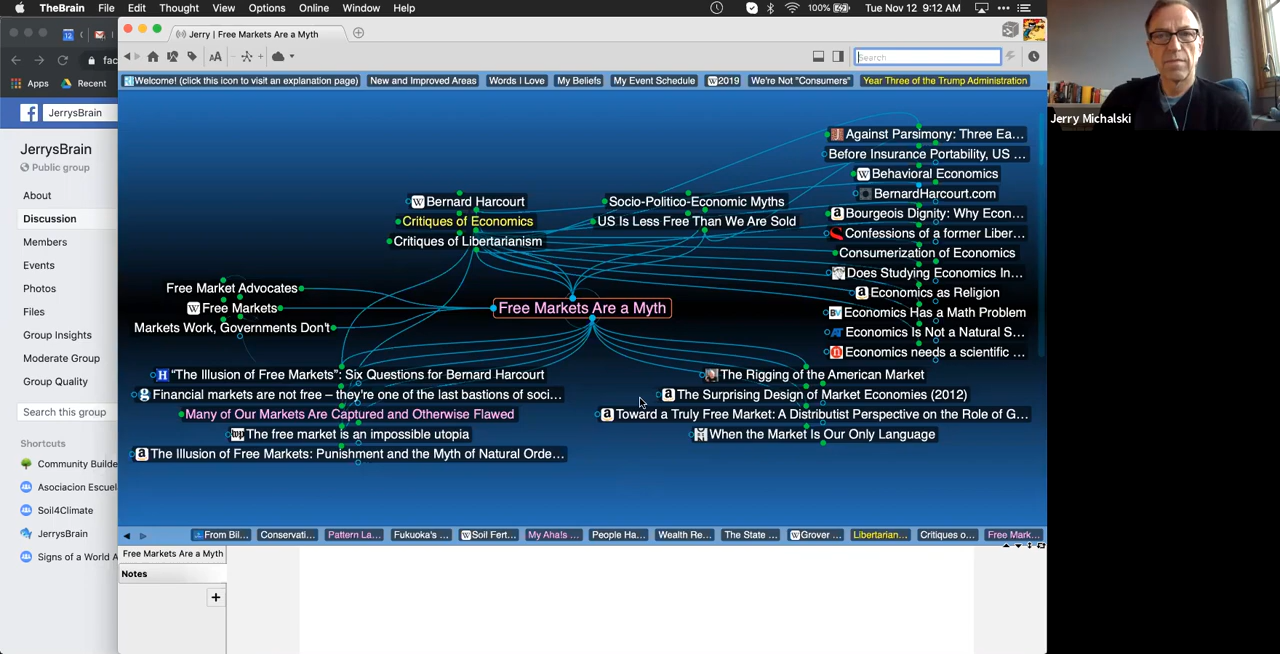 TheBrain File Edit Thought View Options Online Window Help 100% Tue Nov 12 9:12 AM
Jerry | Free Markets Are a Myth
fac
Search
Apps Recent
Welcome! (click this icon to visit an explanation page) New and Improved Areas Words I Love My Beliefs My Event Schedule 2019 We're Not "Consumers" Year Three of the Trump Administration
JerrysBrain
JerrysBrain
Public group
About
Discussion
Members
Events
Photos
Files
Group Insights
Moderate Group
Group Quality
Search this group
Shortcuts
Community Builde
Asociacion Escuel
Soil4Climate
JerrysBrain
Signs of a World A
Bernard Harcourt
Critiques of Economics
Critiques of Libertarianism
Socio-Politico-Economic Myths
US Is Less Free Than We Are Sold
Free Market Advocates
Free Markets
Markets Work, Governments Don't
Free Markets Are a Myth
Against Parsimony: Three Ea...
Before Insurance Portability, US ...
Behavioral Economics
BernardHarcourt.com
Bourgeois Dignity: Why Econ...
Confessions of a former Liber...
Consumerization of Economics
Does Studying Economics In...
Economics as Religion
Economics Has a Math Problem
Economics Is Not a Natural S...
Economics needs a scientific ...
"The Illusion of Free Markets": Six Questions for Bernard Harcourt
Financial markets are not free – they're one of the last bastions of soci...
Many of Our Markets Are Captured and Otherwise Flawed
The free market is an impossible utopia
The Illusion of Free Markets: Punishment and the Myth of Natural Orde...
The Rigging of the American Market
The Surprising Design of Market Economies (2012)
Toward a Truly Free Market: A Distributist Perspective on the Role of G...
When the Market Is Our Only Language
From Bil... Conservati... Pattern La... Fukuoka's ... Soil Fert... My Aha!s ... People Ha... Wealth Re... The State ... Grover ... Libertarian... Critiques o... Free Mark...
Free Markets Are a Myth
Notes
Jerry Michalski